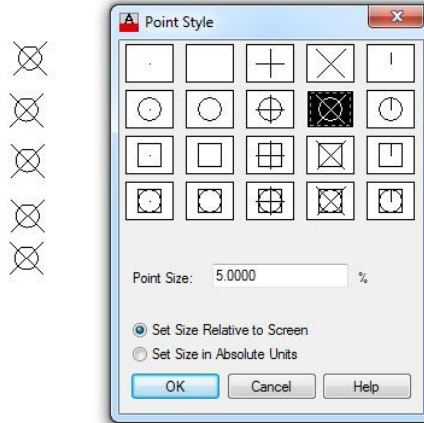 Point Style
Point Size: 5.0000 %
Set Size Relative to Screen
Set Size in Absolute Units
OK Cancel Help